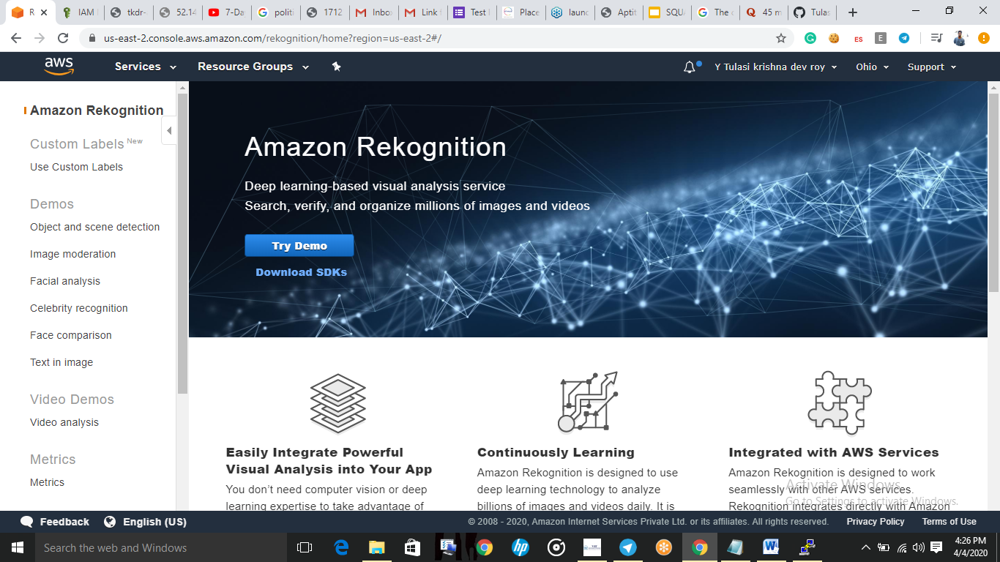 R
IAM
tkdr-
52.14
7-Da
politi
1712
Inbox
Link f
Test
Place
launc
Aptit
SQU
The
45 m
Tulas
us-east-2.console.aws.amazon.com/rekognition/home?region=us-east-2#/
ES
E
aws
Services
Resource Groups
Y Tulasi krishna dev roy
Ohio
Support
Amazon Rekognition
Custom Labels New
Use Custom Labels
Demos
Object and scene detection
Image moderation
Facial analysis
Celebrity recognition
Face comparison
Text in image
Video Demos
Video analysis
Metrics
Metrics
Amazon Rekognition
Deep learning-based visual analysis service
Search, verify, and organize millions of images and videos
Try Demo
Download SDKs
Easily Integrate Powerful
Visual Analysis into Your App
You don’t need computer vision or deep
learning expertise to take advantage of
Continuously Learning
Amazon Rekognition is designed to use
deep learning technology to analyze
billions of images and videos daily. It is
Integrated with AWS Services
Amazon Rekognition is designed to work
seamlessly with other AWS services.
Rekognition integrates directly with Amazon
Activate Windows
Go to Settings to activate Windows.
Feedback
English (US)
© 2008 - 2020, Amazon Internet Services Private Ltd. or its affiliates. All rights reserved.
Privacy Policy
Terms of Use
Search the web and Windows
hp
4:26 PM
4/4/2020